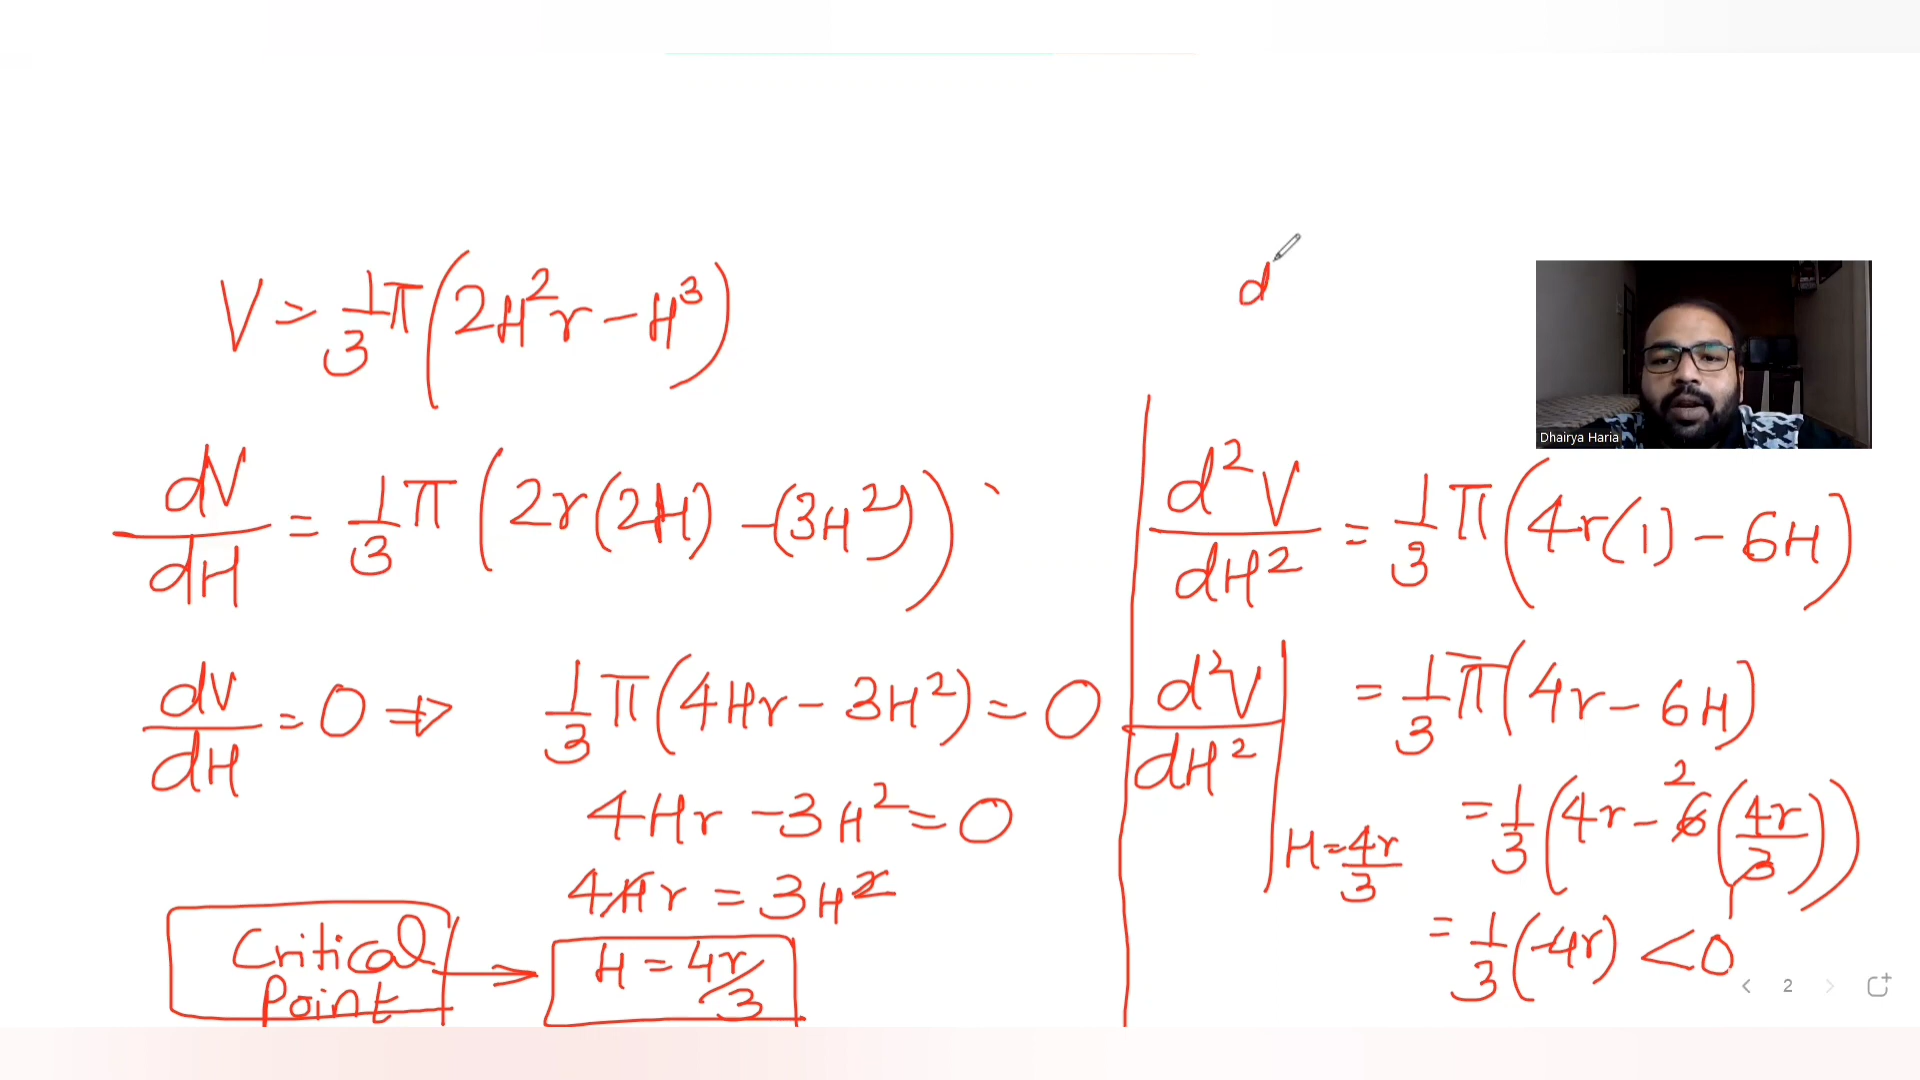 V = 1/3 π (2H²r − H³)
dV/dH = 1/3 π (2r(2H) − (3H²))
dV/dH = 0 ⇒ 1/3 π (4Hr − 3H²) = 0
4Hr − 3H² = 0
4Hr = 3H²
Critical Point → H = 4r/3
d
Dhairya Haria
d²V/dH² = 1/3 π (4r(1) − 6H)
d²V/dH² | H = 4r/3 = 1/3 π (4r − 6H)
2
= 1/3 (4r − 6(4r/3))
= 1/3 (-4r) < 0
< 2 >